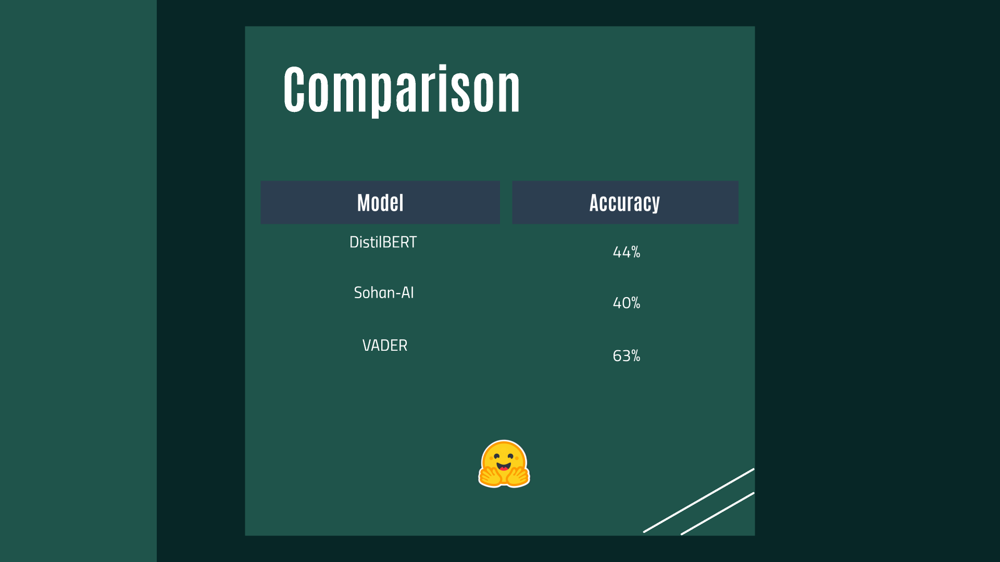 Comparison
Model Accuracy
DistilBERT 44%
Sohan-AI 40%
VADER 63%